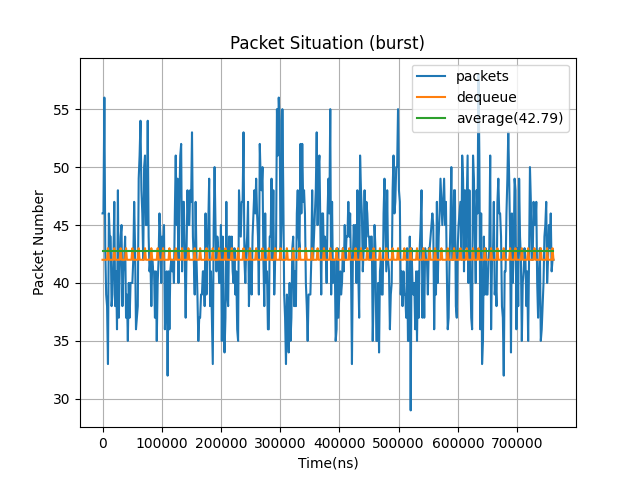 Packet Situation (burst)
packets
dequeue
average(42.79)
Packet Number
55
50
45
40
35
30
0 100000 200000 300000 400000 500000 600000 700000
Time(ns)